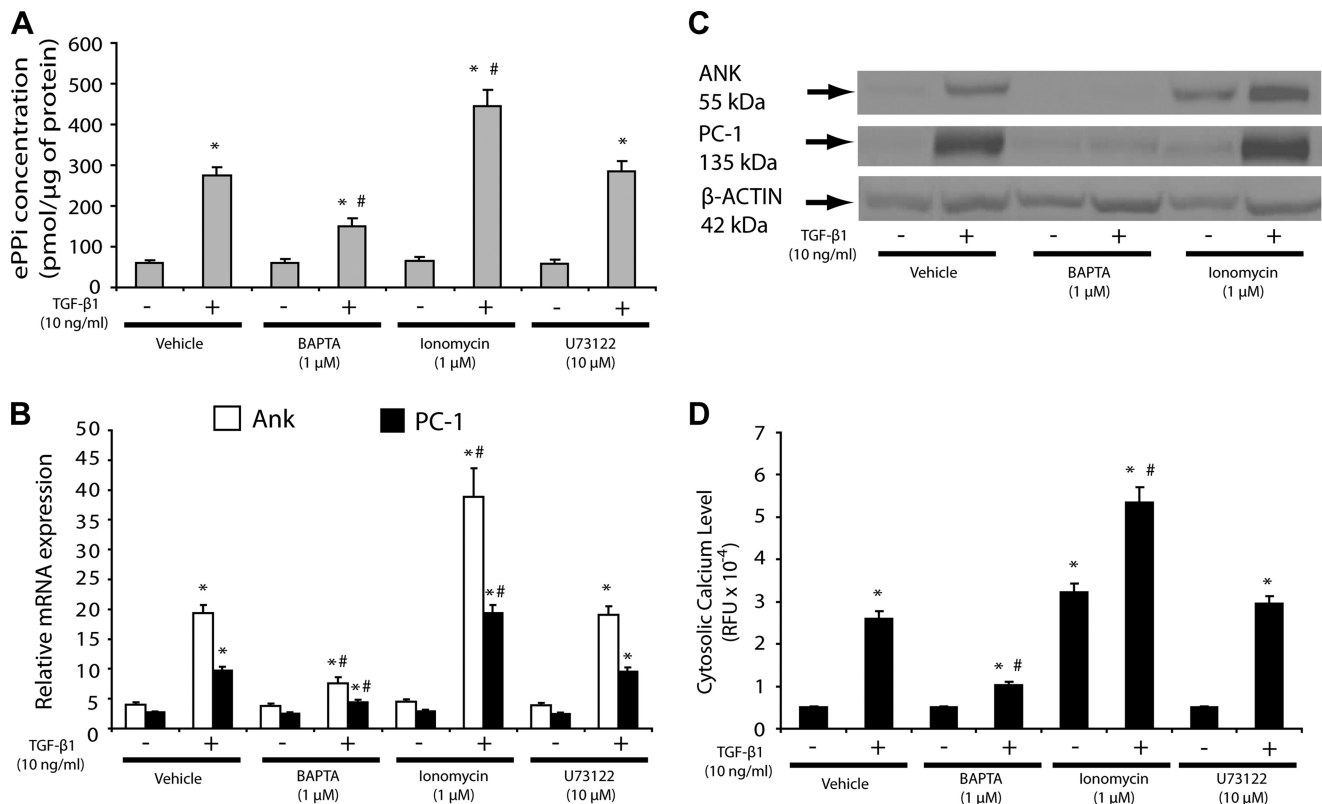 A
ePPi concentration
(pmol/µg of protein)
600
500
400
300
200
100
0
* * # * # *
TGF-β1
(10 ng/ml)
- + - + - + - +
Vehicle
BAPTA
(1 µM)
Ionomycin
(1 µM)
U73122
(10 µM)
C
ANK
55 kDa
PC-1
135 kDa
β-ACTIN
42 kDa
TGF-β1
(10 ng/ml)
- + - + - +
Vehicle
BAPTA
(1 µM)
Ionomycin
(1 µM)
B
Ank
PC-1
Relative mRNA expression
50
45
40
35
30
25
20
15
10
5
0
* * *# *# *# *# * *
TGF-β1
(10 ng/ml)
- + - + - + - +
Vehicle
BAPTA
(1 µM)
Ionomycin
(1 µM)
U73122
(10 µM)
D
Cytosolic Calcium Level
(RFU x 10-4)
7
6
5
4
3
2
1
0
* * # * * # *
TGF-β1
(10 ng/ml)
- + - + - + - +
Vehicle
BAPTA
(1 µM)
Ionomycin
(1 µM)
U73122
(10 µM)